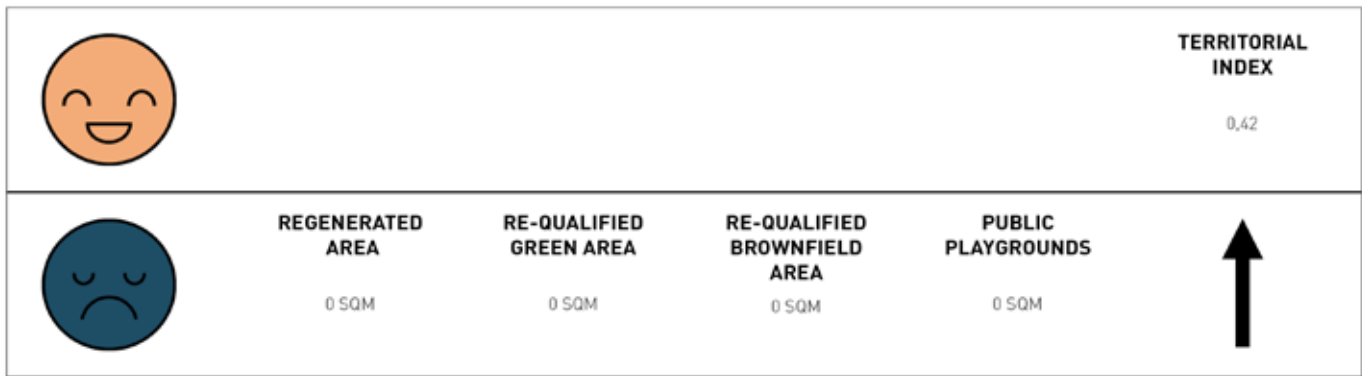 TERRITORIAL
INDEX
0,42
REGENERATED
AREA
0 SQM
RE-QUALIFIED
GREEN AREA
0 SQM
RE-QUALIFIED
BROWNFIELD
AREA
0 SQM
PUBLIC
PLAYGROUNDS
0 SQM